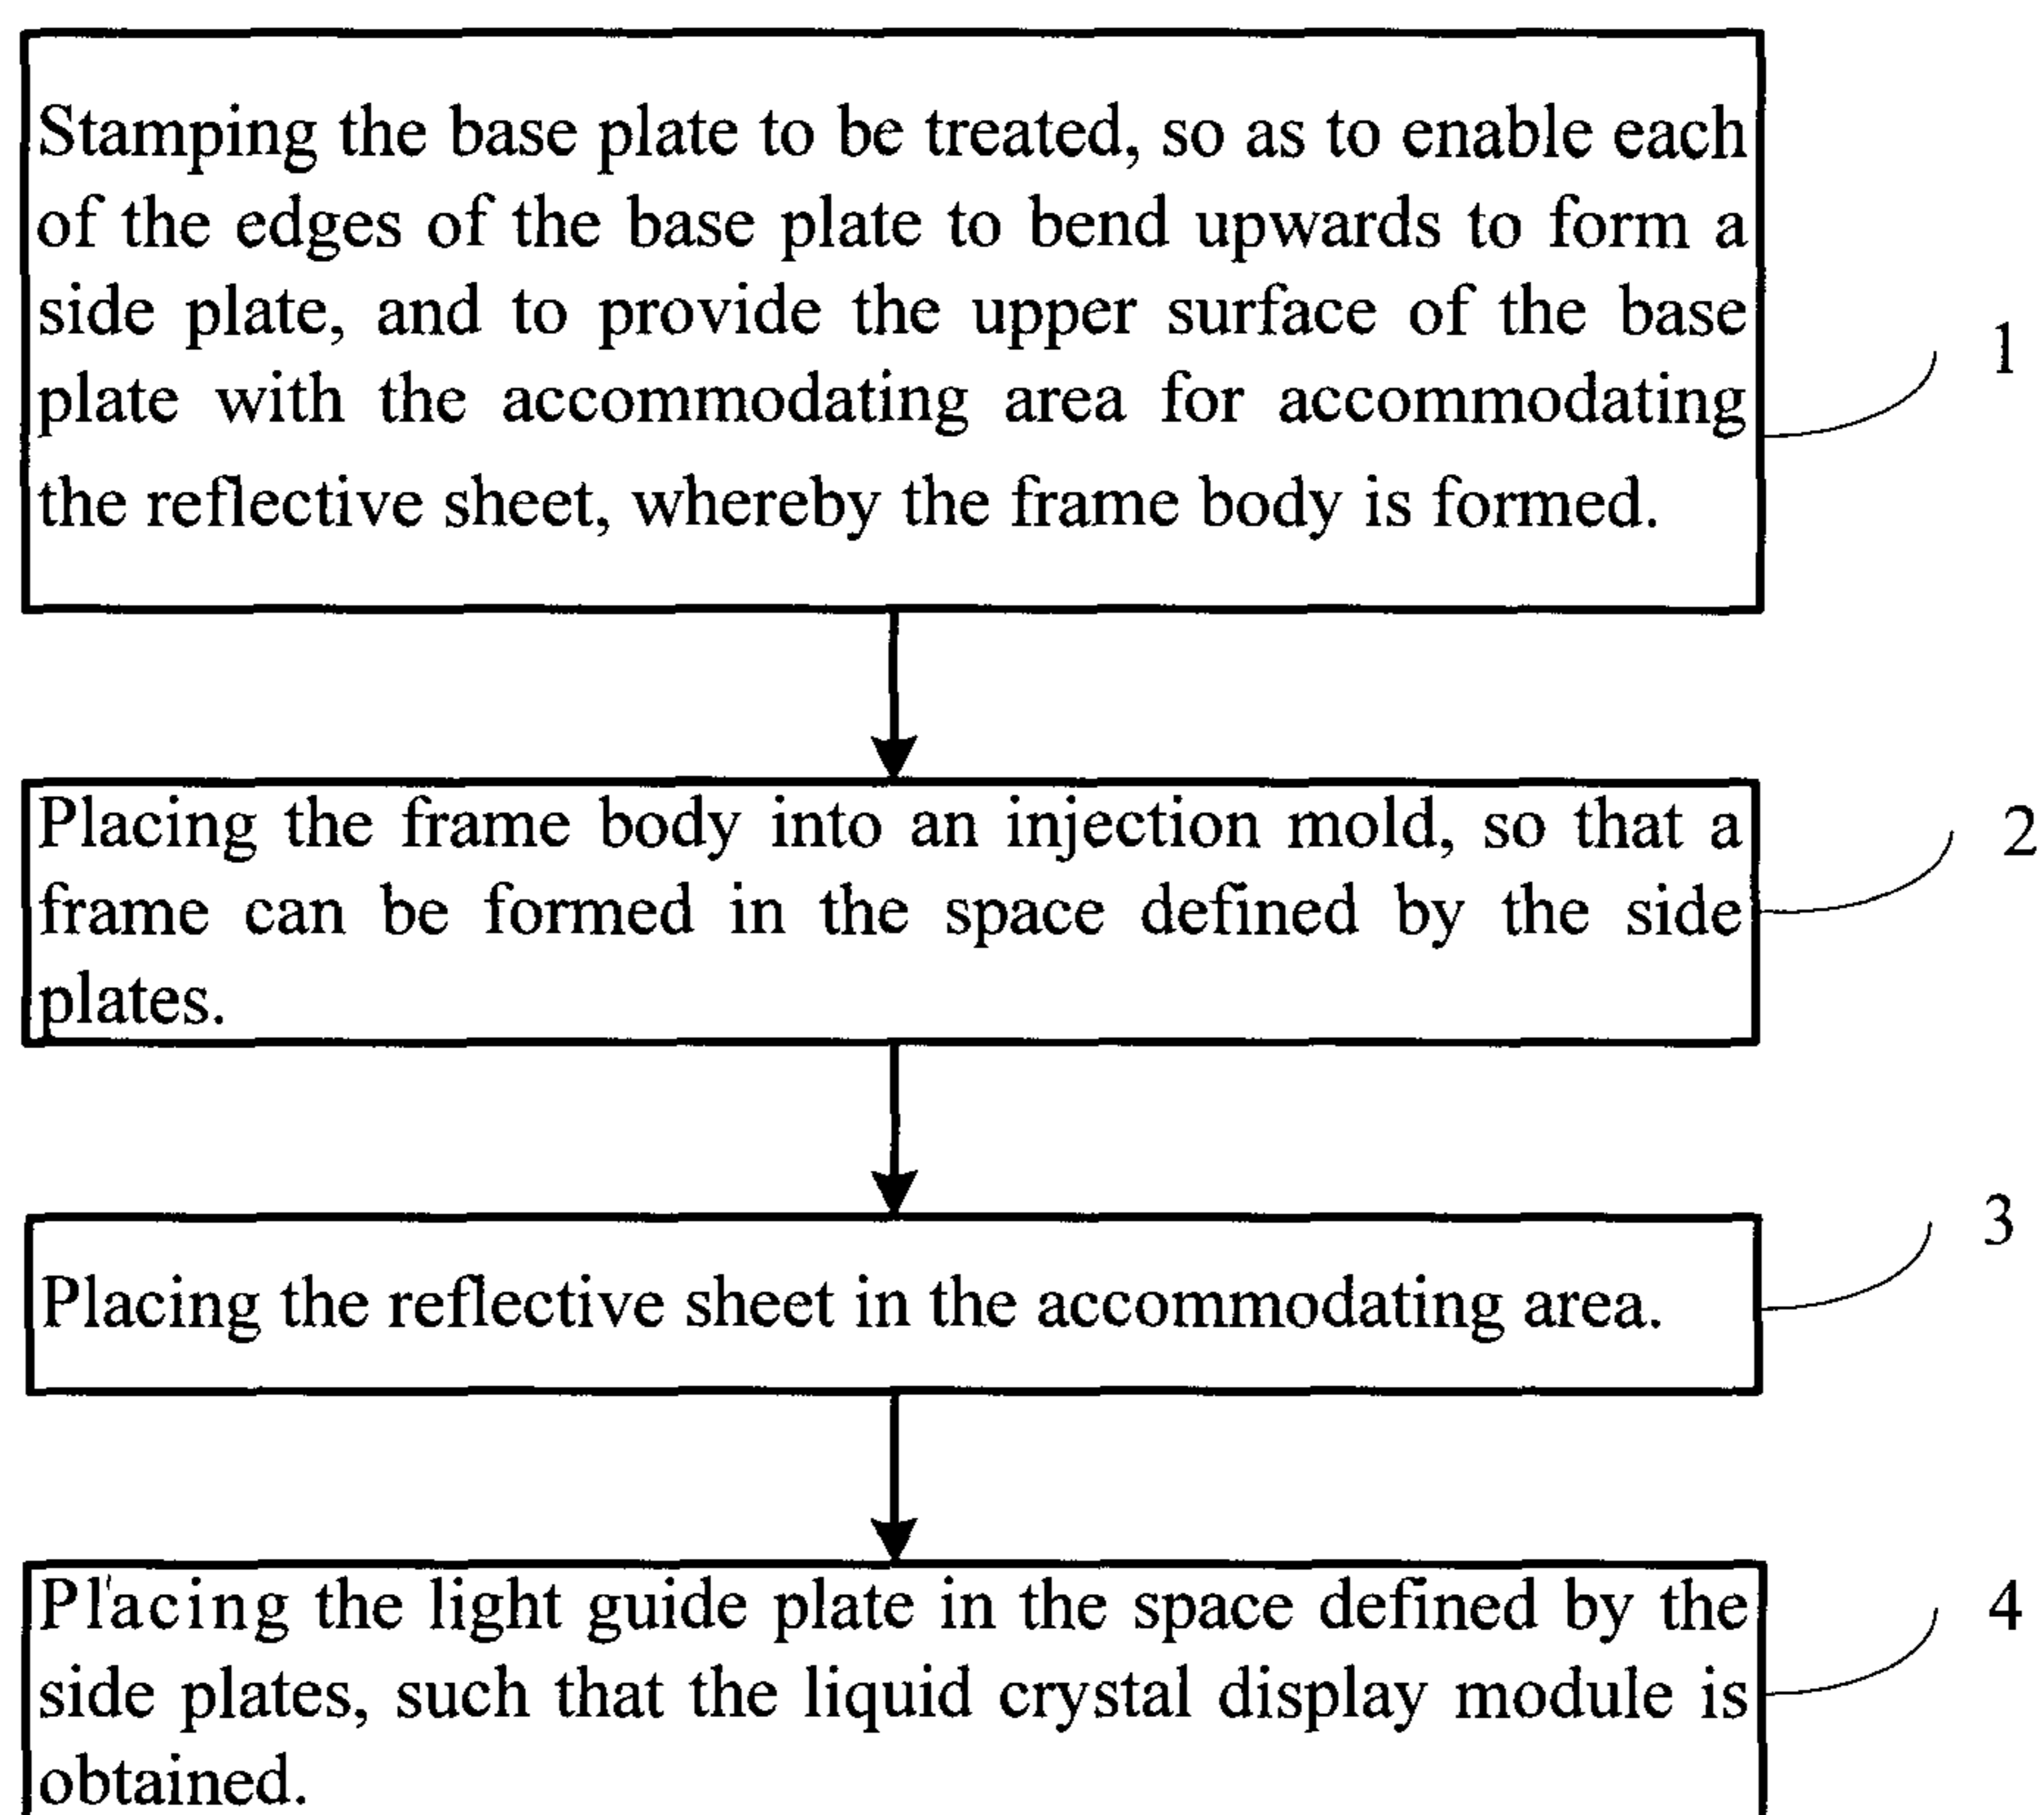 Stamping the base plate to be treated, so as to enable each
of the edges of the base plate to bend upwards to form a
side plate, and to provide the upper surface of the base
plate with the accommodating area for accommodating
the reflective sheet, whereby the frame body is formed.
1
Placing the frame body into an injection mold, so that a
frame can be formed in the space defined by the side
plates.
2
Placing the reflective sheet in the accommodating area.
3
Placing the light guide plate in the space defined by the
side plates, such that the liquid crystal display module is
obtained.
4